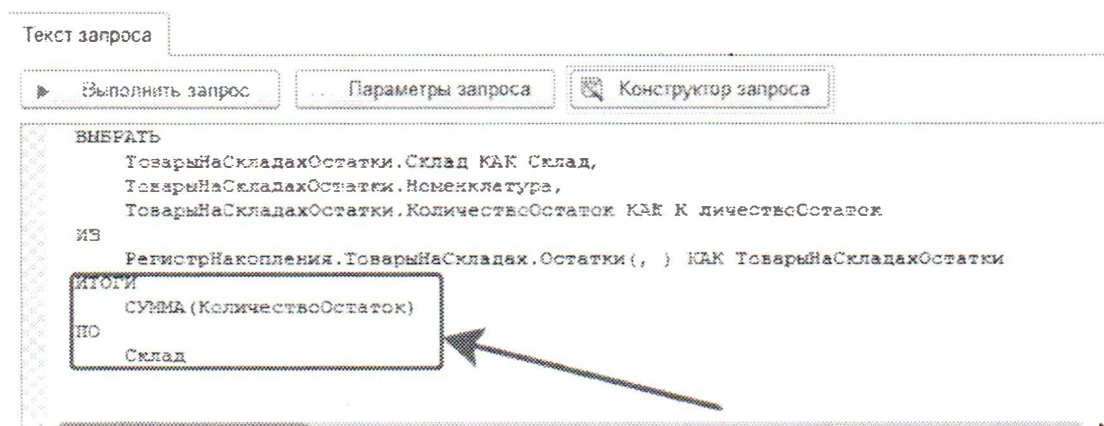 Текст запроса
Выполнить запрос
... Параметры запроса
Конструктор запроса
ВЫБРАТЬ
ТоварыНаСкладахОстатки.Склад КАК Склад,
ТоварыНаСкладахОстатки.Номенклатура,
ТоварыНаСкладахОстатки.КоличествоОстаток КАК К личествоОстаток
ИЗ
РегистрНакопления.ТоварыНаСкладах.Остатки(, ) КАК ТоварыНаСкладахОстатки
ИТОГИ
СУММА(КоличествоОстаток)
ПО
Склад